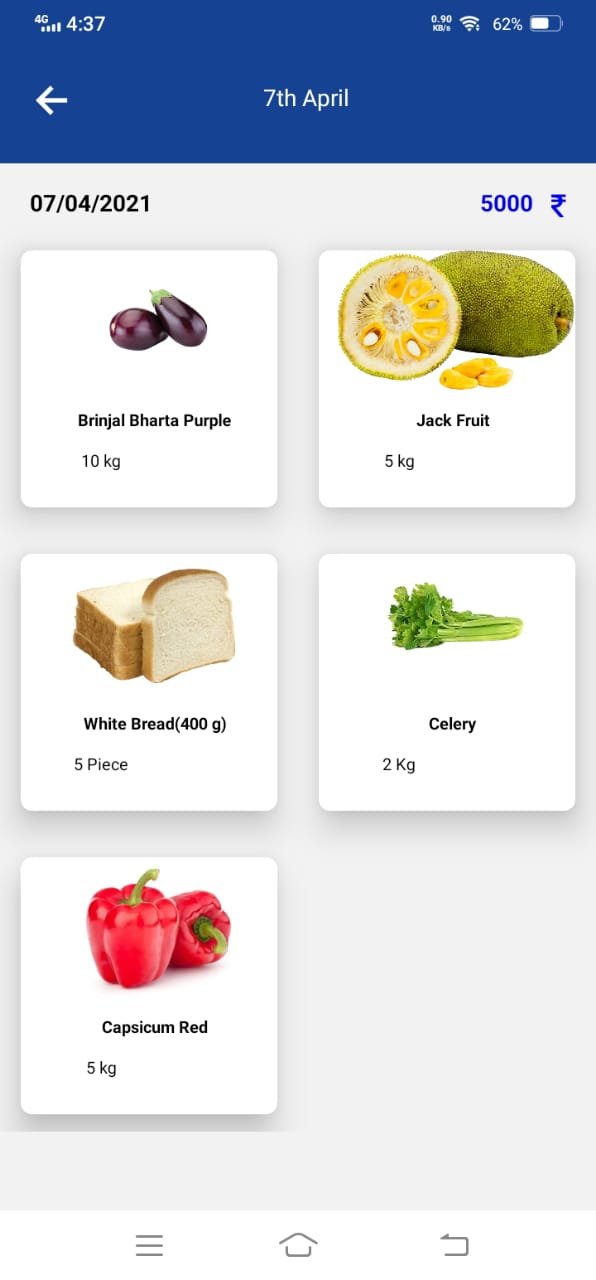 4G 4:37 0.90 KB/s 62%
7th April
07/04/2021 5000 ₹
Brinjal Bharta Purple
10 kg
Jack Fruit
5 kg
White Bread(400 g)
5 Piece
Celery
2 Kg
Capsicum Red
5 kg